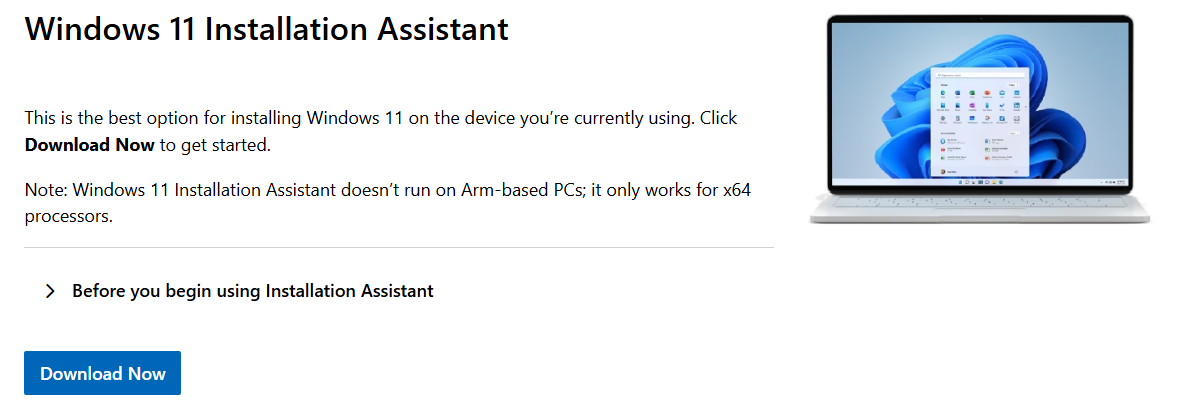 Windows 11 Installation Assistant
This is the best option for installing Windows 11 on the device you’re currently using. Click
Download Now to get started.
Note: Windows 11 Installation Assistant doesn’t run on Arm-based PCs; it only works for x64
processors.
Before you begin using Installation Assistant
Download Now